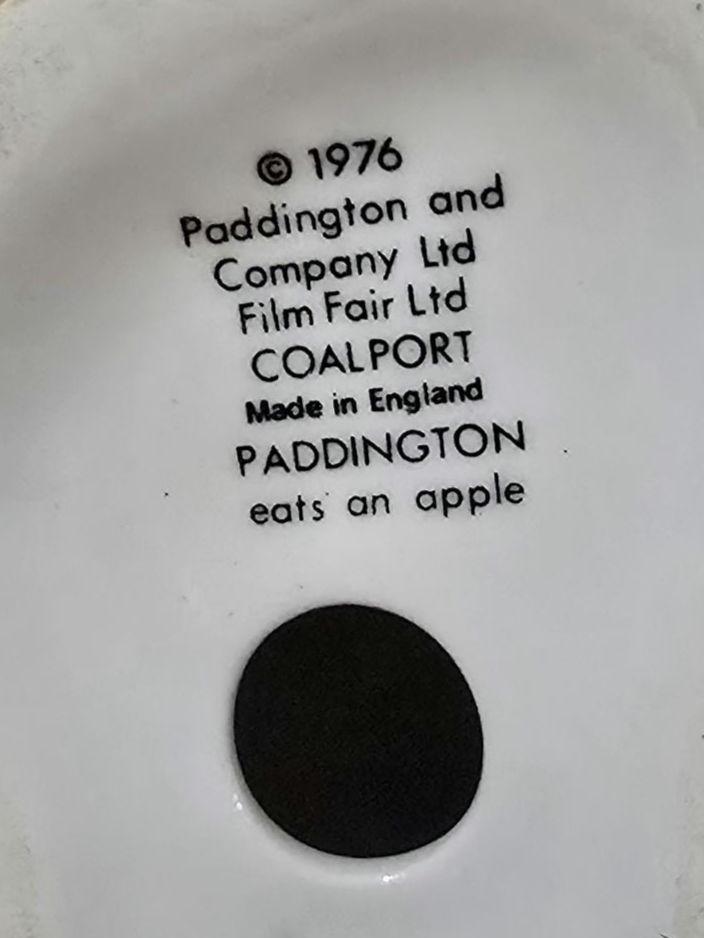 © 1976
Paddington and
Company Ltd
Film Fair Ltd
COALPORT
Made in England
PADDINGTON
eats an apple